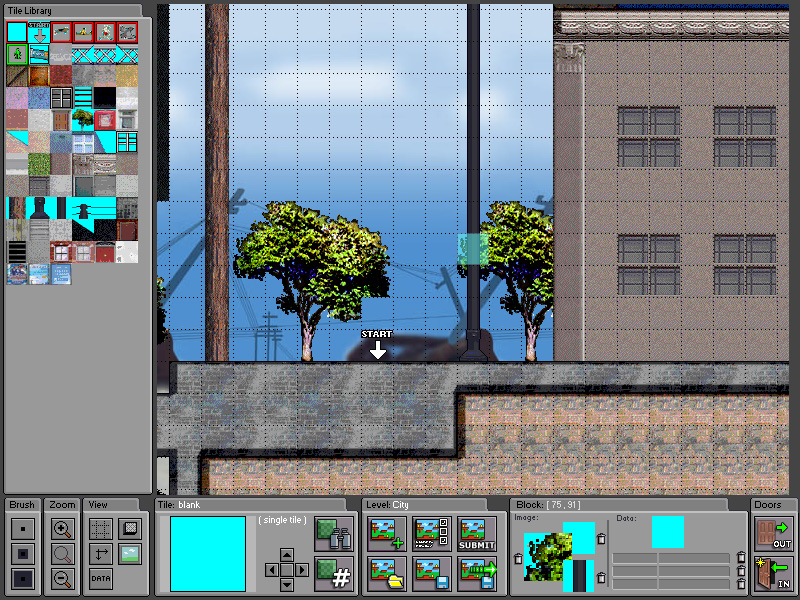 Tile Library
START
START
Brush
Zoom
View
DATA
Tile: blank
( single tile )
#
Level: City
SUBMIT
Block: [ 75 , 91 ]
Image:
Data:
Doors
OUT
IN